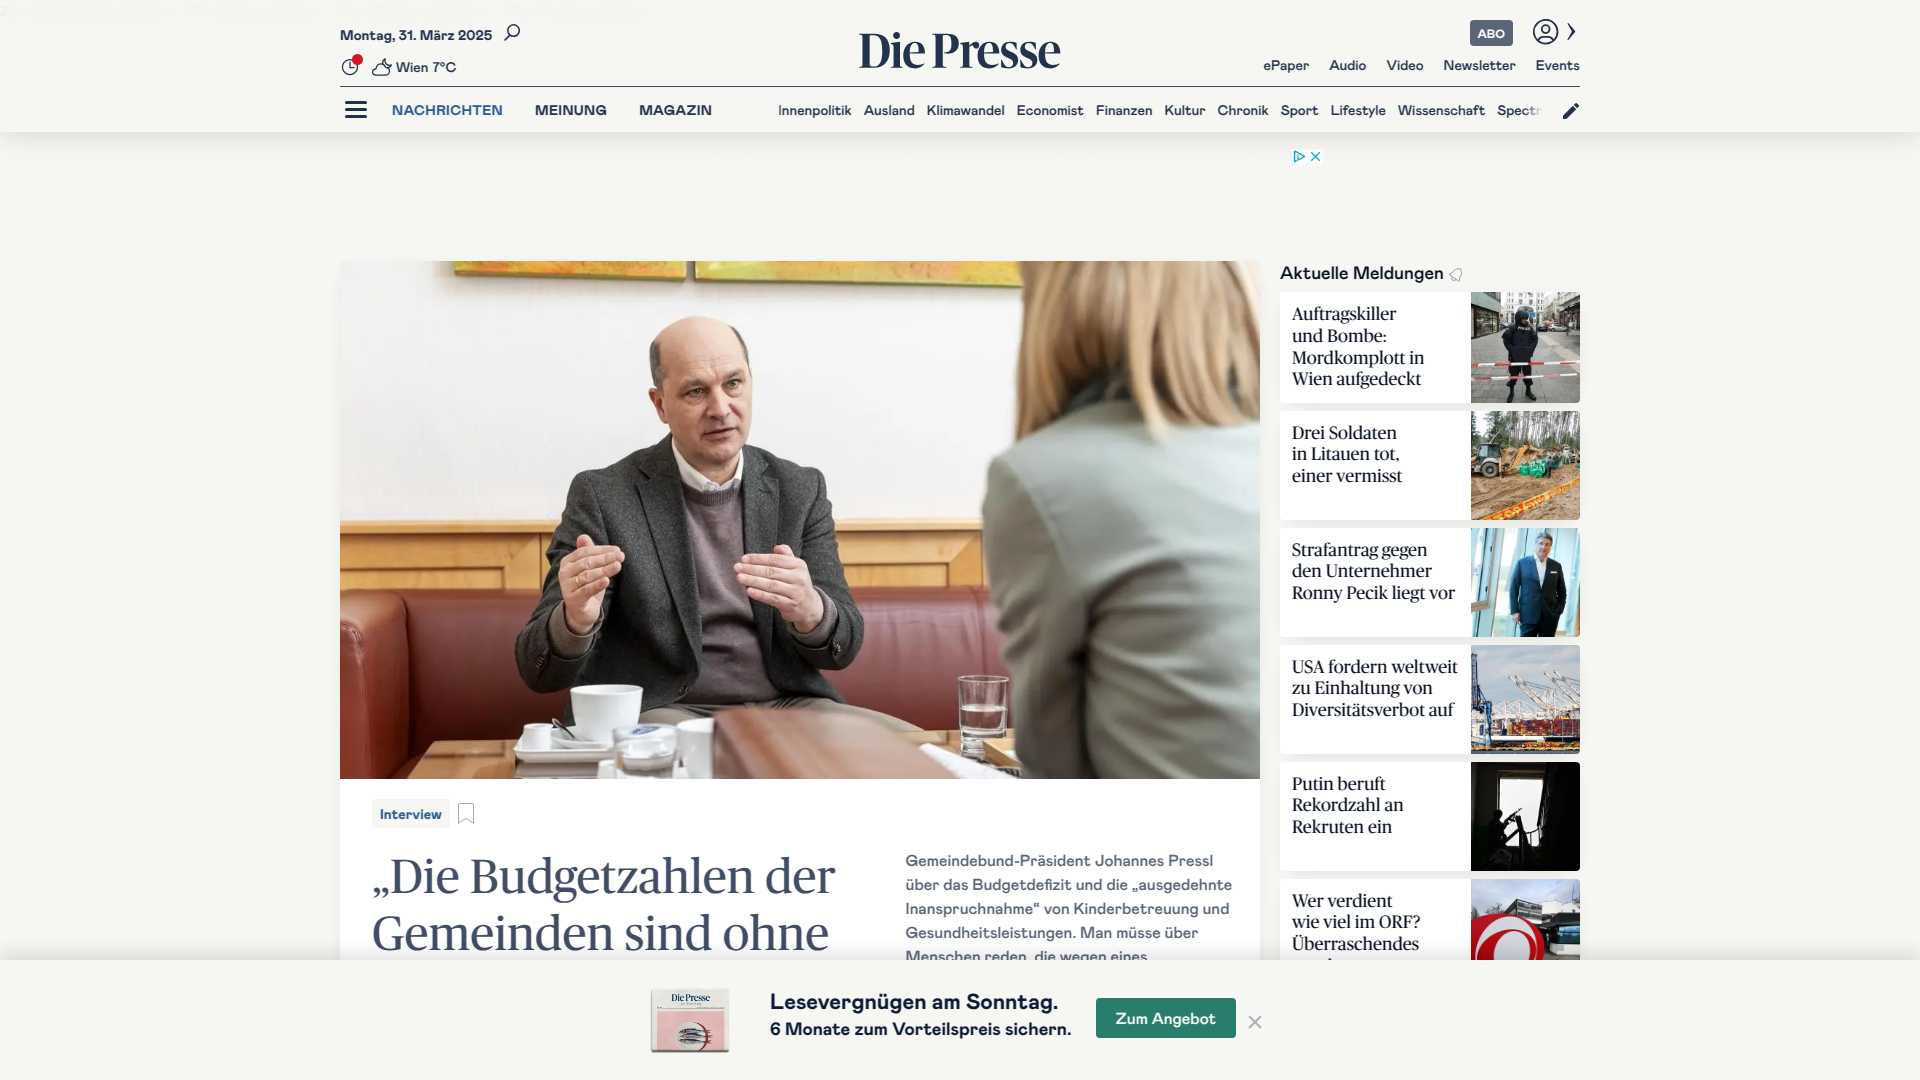 Montag, 31. März 2025
Wien 7°C
Die Presse
ABO
ePaper Audio Video Newsletter Events
NACHRICHTEN MEINUNG MAGAZIN
Innenpolitik Ausland Klimawandel Economist Finanzen Kultur Chronik Sport Lifestyle Wissenschaft Spectr
Interview
„Die Budgetzahlen der
Gemeinden sind ohne
Gemeindebund-Präsident Johannes Pressl
über das Budgetdefizit und die „ausgedehnte
Inanspruchnahme“ von Kinderbetreuung und
Gesundheitsleistungen. Man müsse über
Menschen reden, die wegen eines
Aktuelle Meldungen
Auftragskiller
und Bombe:
Mordkomplott in
Wien aufgedeckt
Drei Soldaten
in Litauen tot,
einer vermisst
Strafantrag gegen
den Unternehmer
Ronny Pecik liegt vor
USA fordern weltweit
zu Einhaltung von
Diversitätsverbot auf
Putin beruft
Rekordzahl an
Rekruten ein
Wer verdient
wie viel im ORF?
Überraschendes
Die Presse
Lesevergnügen am Sonntag.
6 Monate zum Vorteilspreis sichern.
Zum Angebot